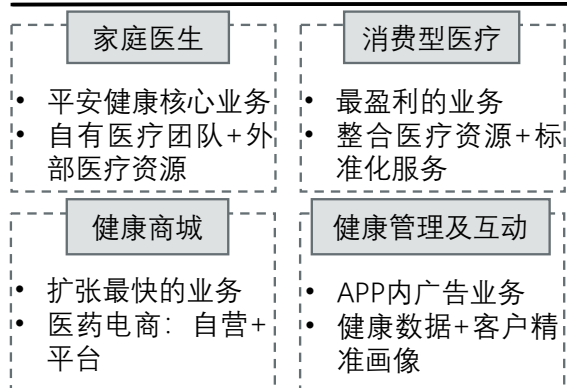 家庭医生
• 平安健康核心业务
• 自有医疗团队+外
部医疗资源
消费型医疗
• 最盈利的业务
• 整合医疗资源+标
准化服务
健康商城
• 扩张最快的业务
• 医药电商：自营+
平台
健康管理及互动
• APP内广告业务
• 健康数据+客户精
准画像